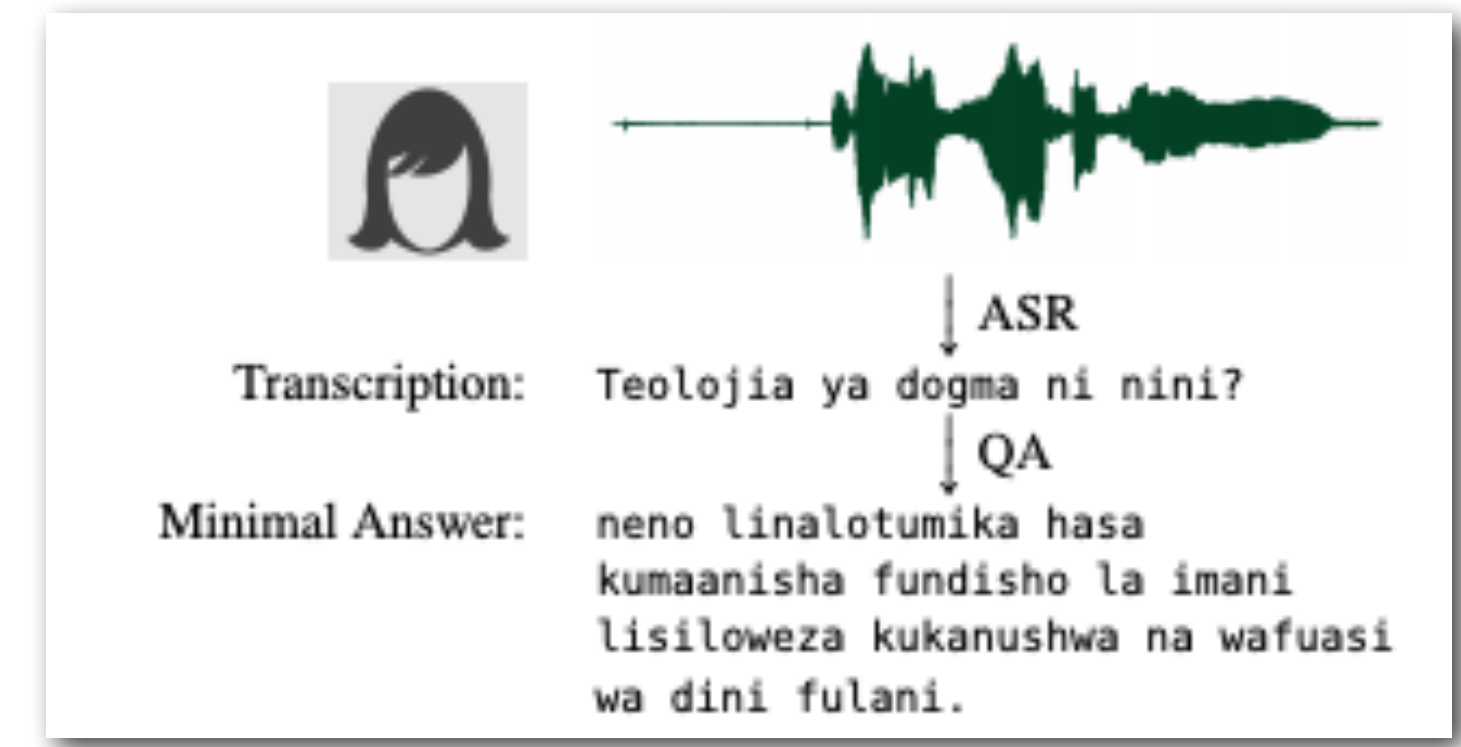 ASR
Transcription: Teolojia ya dogma ni nini?
QA
Minimal Answer: neno linalotumika hasa
kumaanisha fundisho la imani
lisiloweza kukanushwa na wafuasi
wa dini fulani.